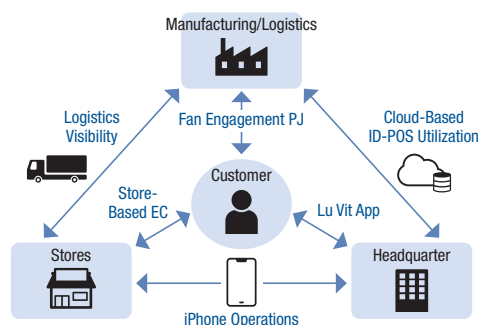 Manufacturing/Logistics
Logistics
Visibility
Fan Engagement PJ
Cloud-Based
ID-POS Utilization
Customer
Store-
Based EC
Lu Vit App
Stores
Headquarter
iPhone Operations